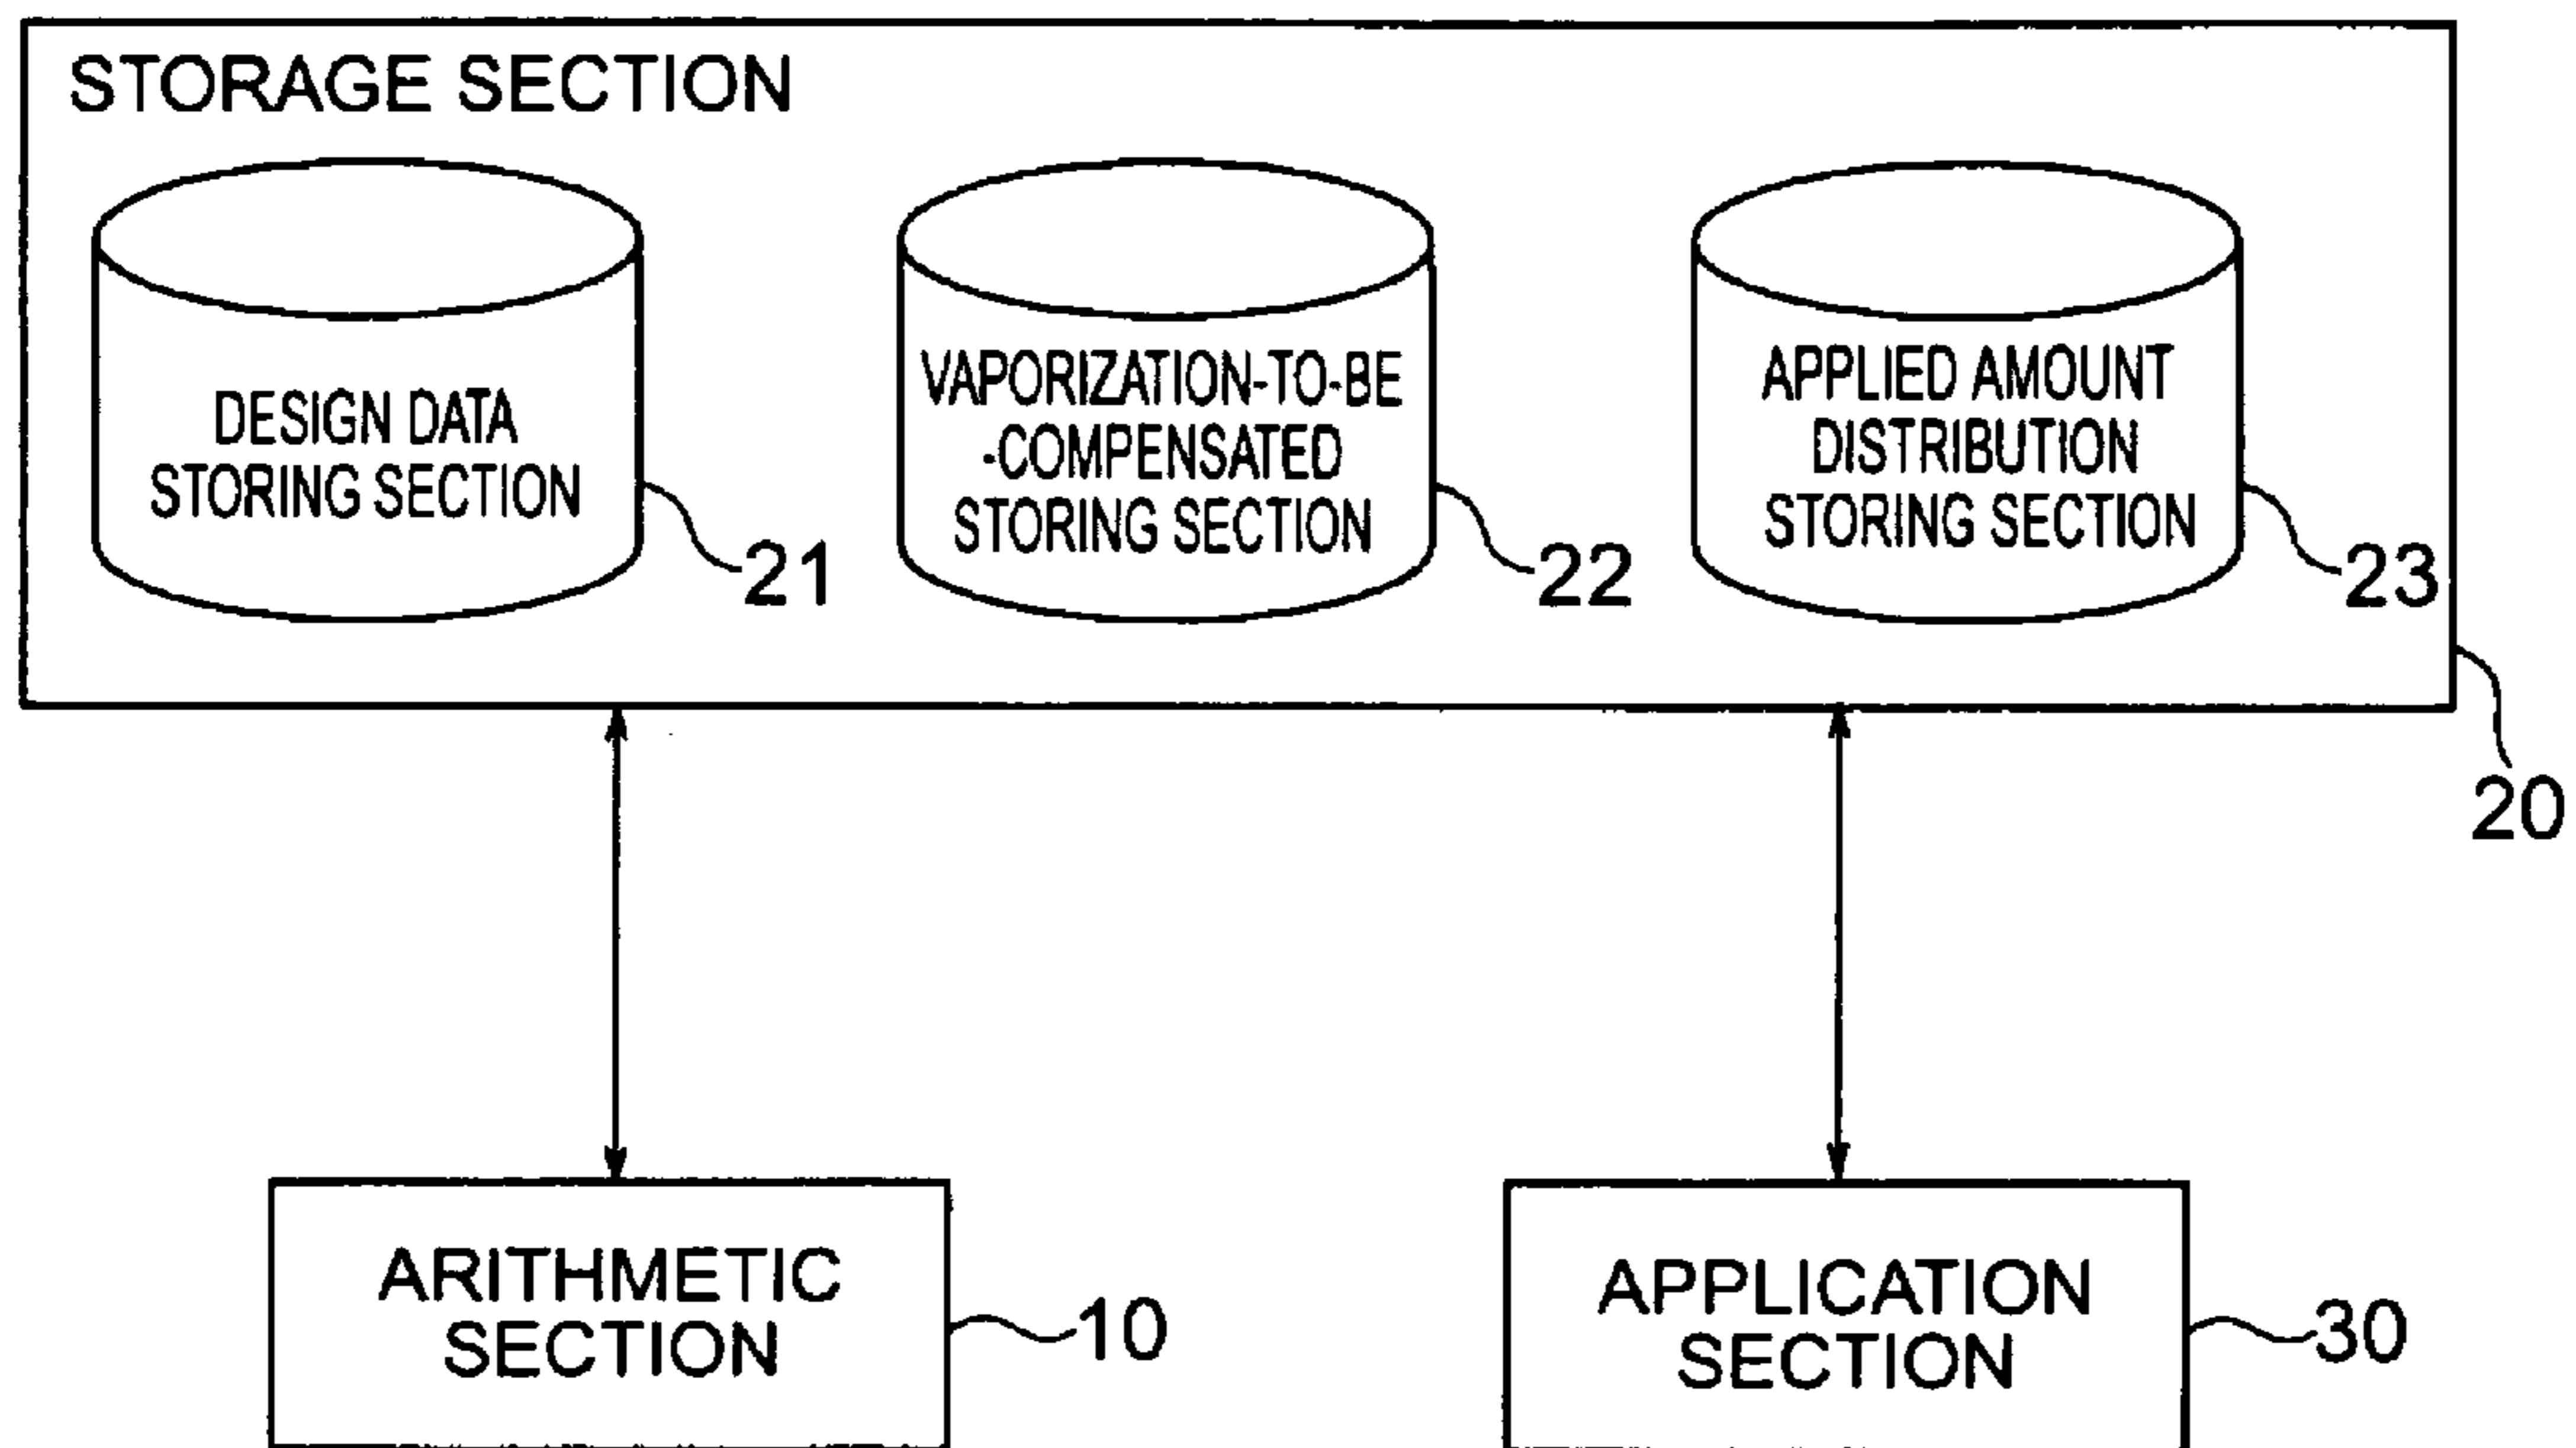 STORAGE SECTION
DESIGN DATA
STORING SECTION
21
VAPORIZATION-TO-BE
-COMPENSATED
STORING SECTION
22
APPLIED AMOUNT
DISTRIBUTION
STORING SECTION
23
20
ARITHMETIC
SECTION
10
APPLICATION
SECTION
30